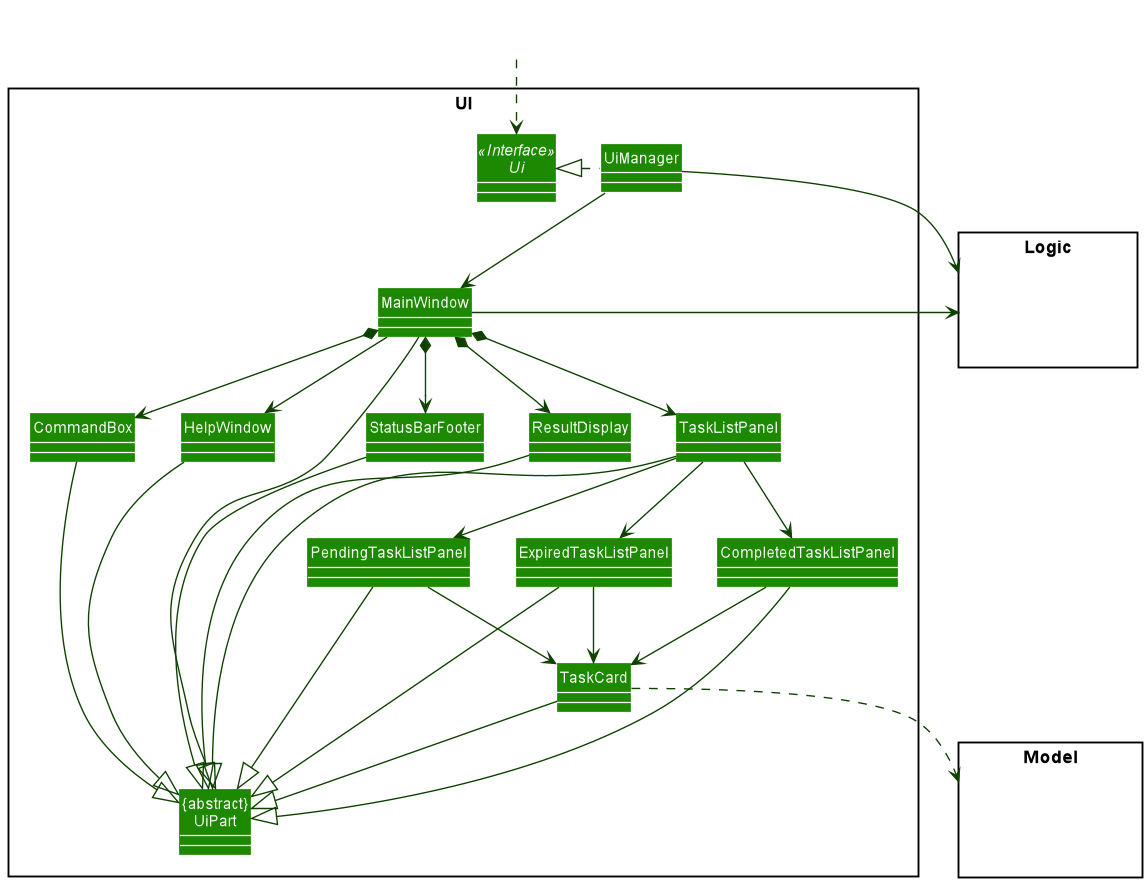 UI
«Interface»
Ui
UiManager
Logic
MainWindow
CommandBox
HelpWindow
StatusBarFooter
ResultDisplay
TaskListPanel
PendingTaskListPanel
ExpiredTaskListPanel
CompletedTaskListPanel
TaskCard
Model
{abstract}
UiPart